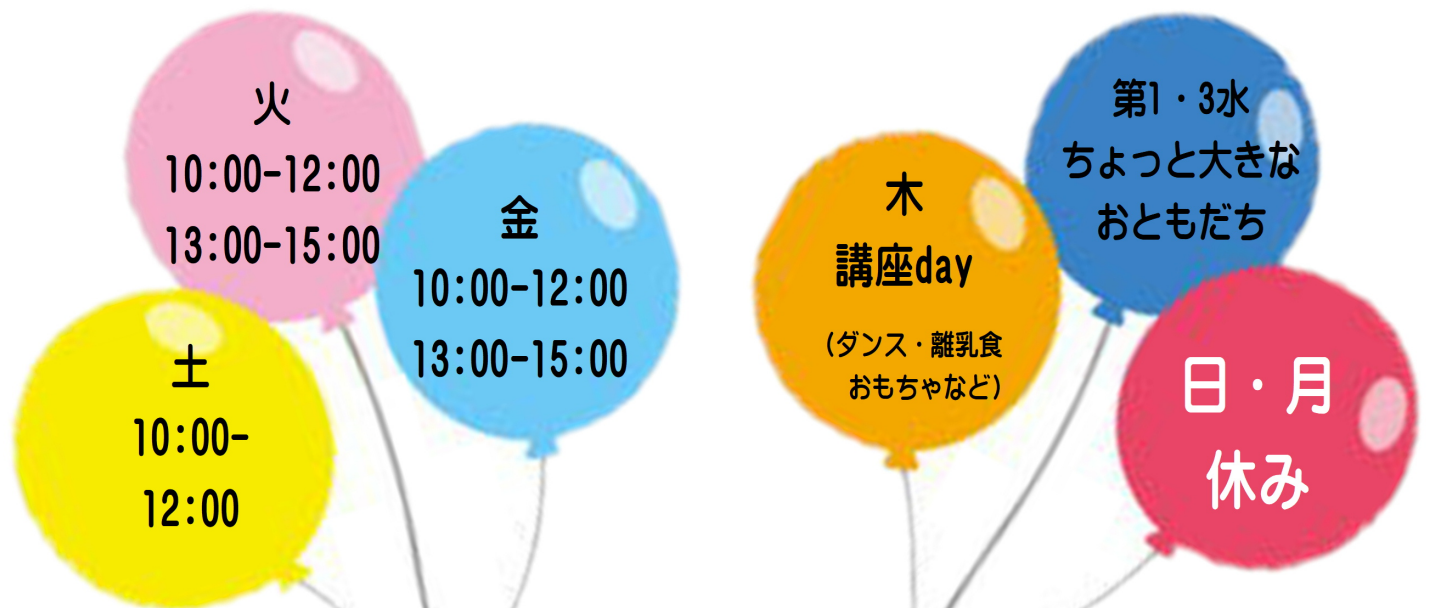 火
10:00-12:00
13:00-15:00
金
10:00-12:00
13:00-15:00
土
10:00-
12:00
木
講座day
(ダンス・離乳食
おもちゃなど)
第1・3水
ちょっと大きな
おともだち
日・月
休み